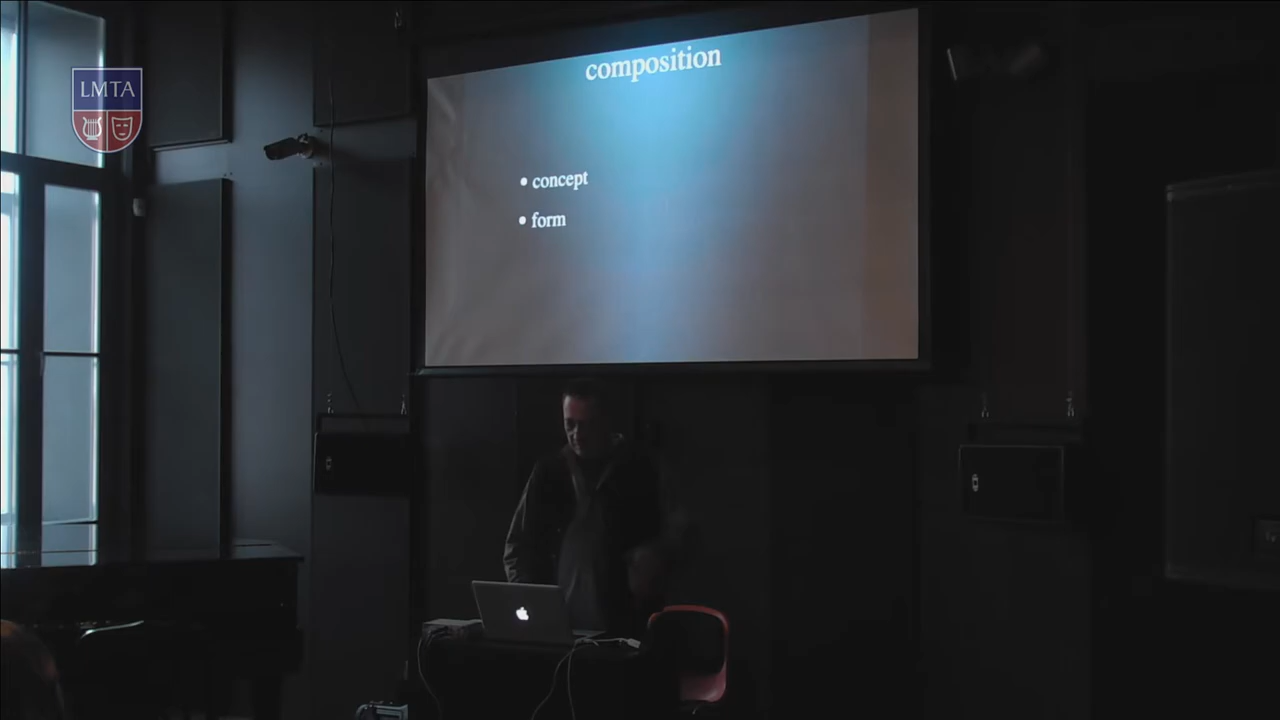 LMTA
composition
• concept
• form